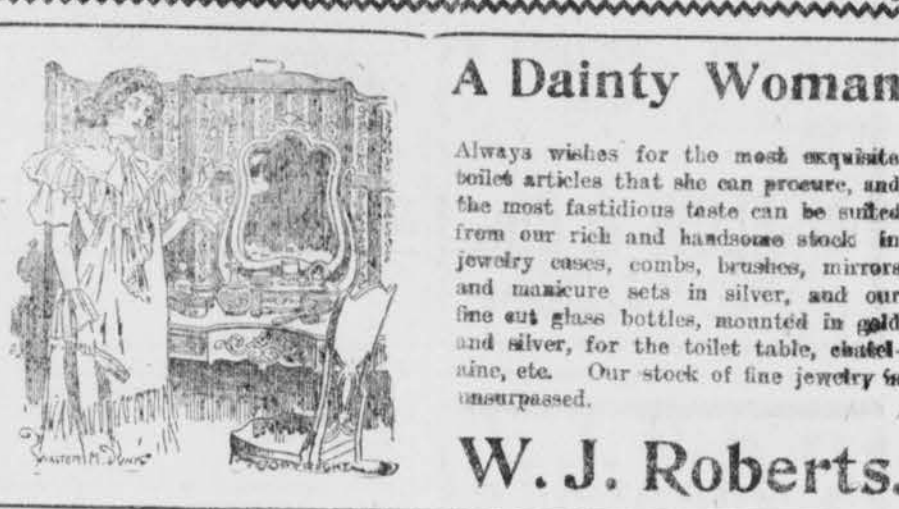 A Dainty Woman
Always wishes for the most exquisite
toilet articles that she can procure, and
the most fastidious taste can be suited
from our rich and handsome stock in
jewelry cases, combs, brushes, mirrors
and manicure sets in silver, and our
fine cut glass bottles, mounted in gold
and silver, for the toilet table, chatel-
aine, etc. Our stock of fine jewelry is
unsurpassed.
W. J. Roberts.
WALTER M. DUNK
COPYRIGHT